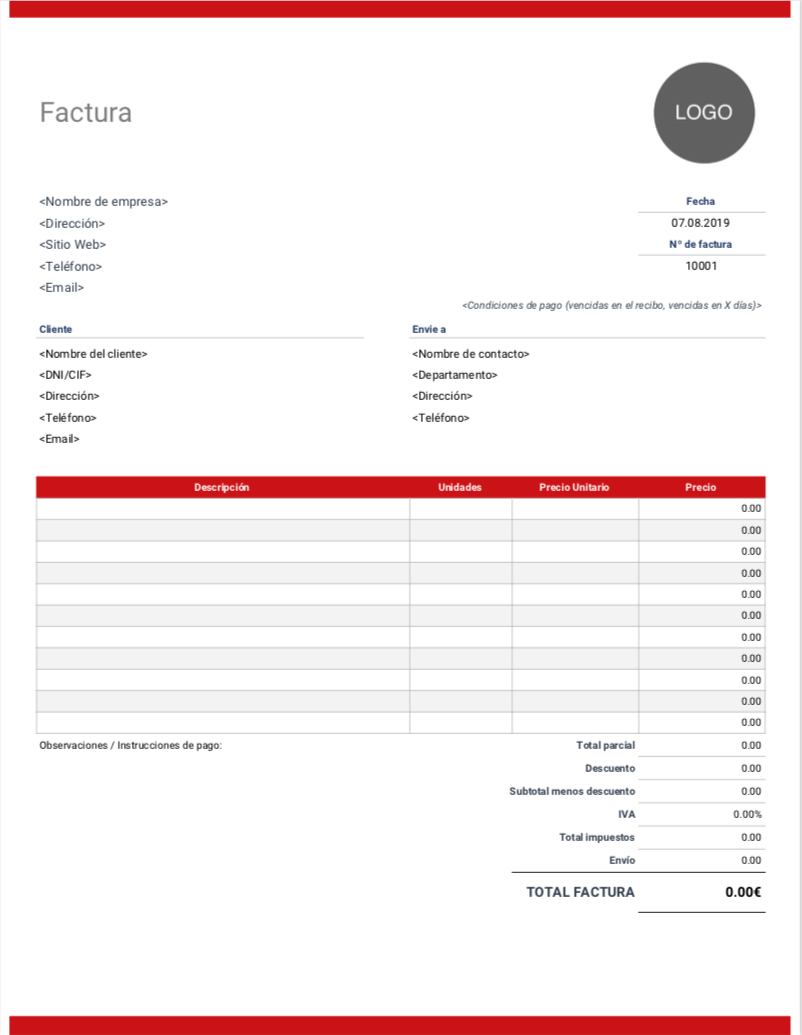 Factura
LOGO
<Nombre de empresa>
<Dirección>
<Sitio Web>
<Teléfono>
<Email>
Fecha
07.08.2019
Nº de factura
10001
<Condiciones de pago (vencidas en el recibo, vencidas en X días)>
Cliente
<Nombre del cliente>
<DNI/CIF>
<Dirección>
<Teléfono>
<Email>
Envie a
<Nombre de contacto>
<Departamento>
<Dirección>
<Teléfono>
Descripción Unidades Precio Unitario Precio
0.00
0.00
0.00
0.00
0.00
0.00
0.00
0.00
0.00
0.00
0.00
Observaciones / Instrucciones de pago:
Total parcial 0.00
Descuento 0.00
Subtotal menos descuento 0.00
IVA 0.00%
Total impuestos 0.00
Envío 0.00
TOTAL FACTURA 0.00€